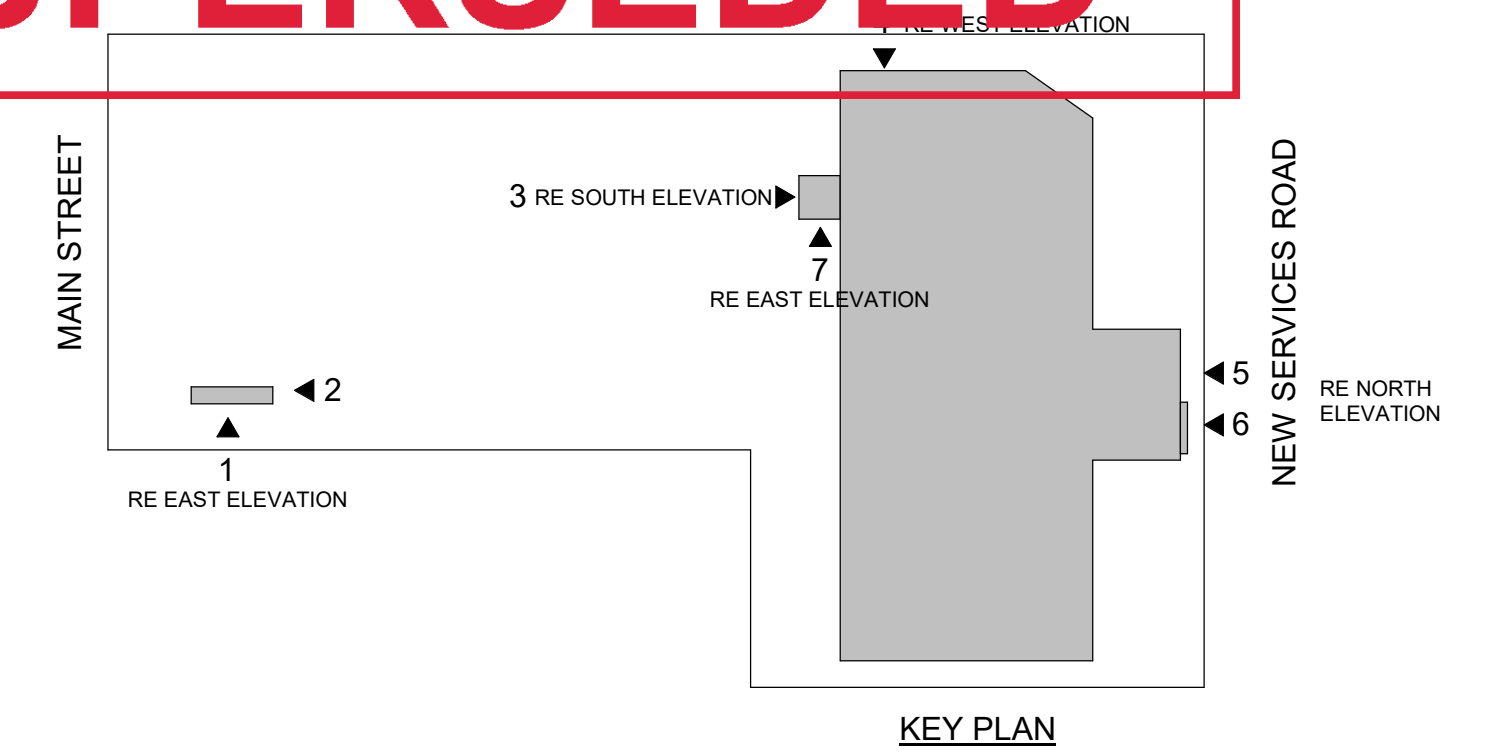 RE WEST ELEVATION
MAIN STREET
3 RE SOUTH ELEVATION
7
RE EAST ELEVATION
NEW SERVICES ROAD
2
5
RE NORTH
ELEVATION
6
1
RE EAST ELEVATION
KEY PLAN